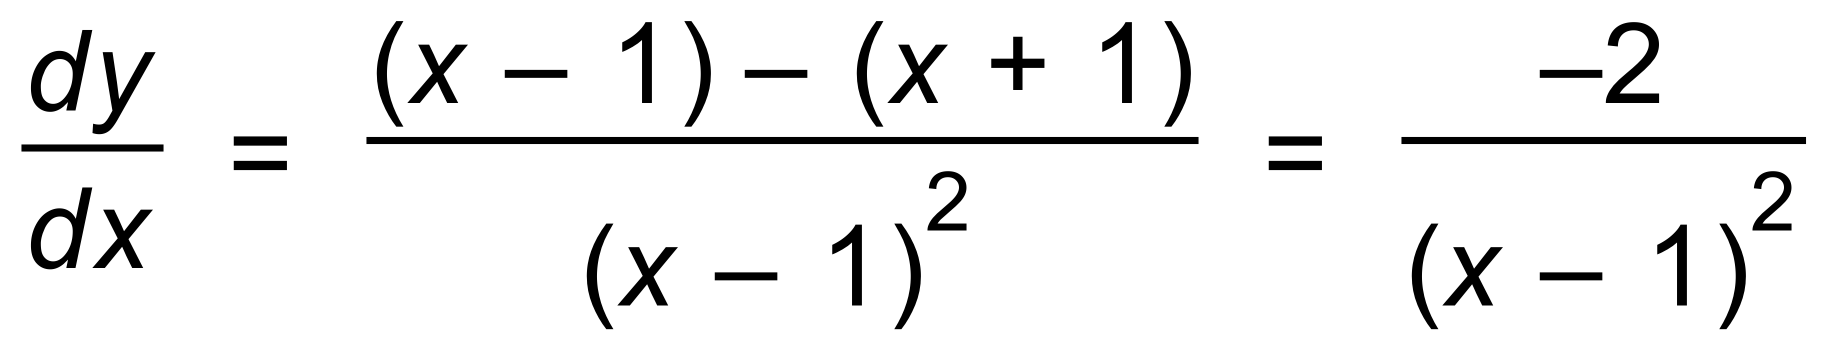 dy/dx = ((x – 1) – (x + 1))/(x – 1)² = –2/(x – 1)²